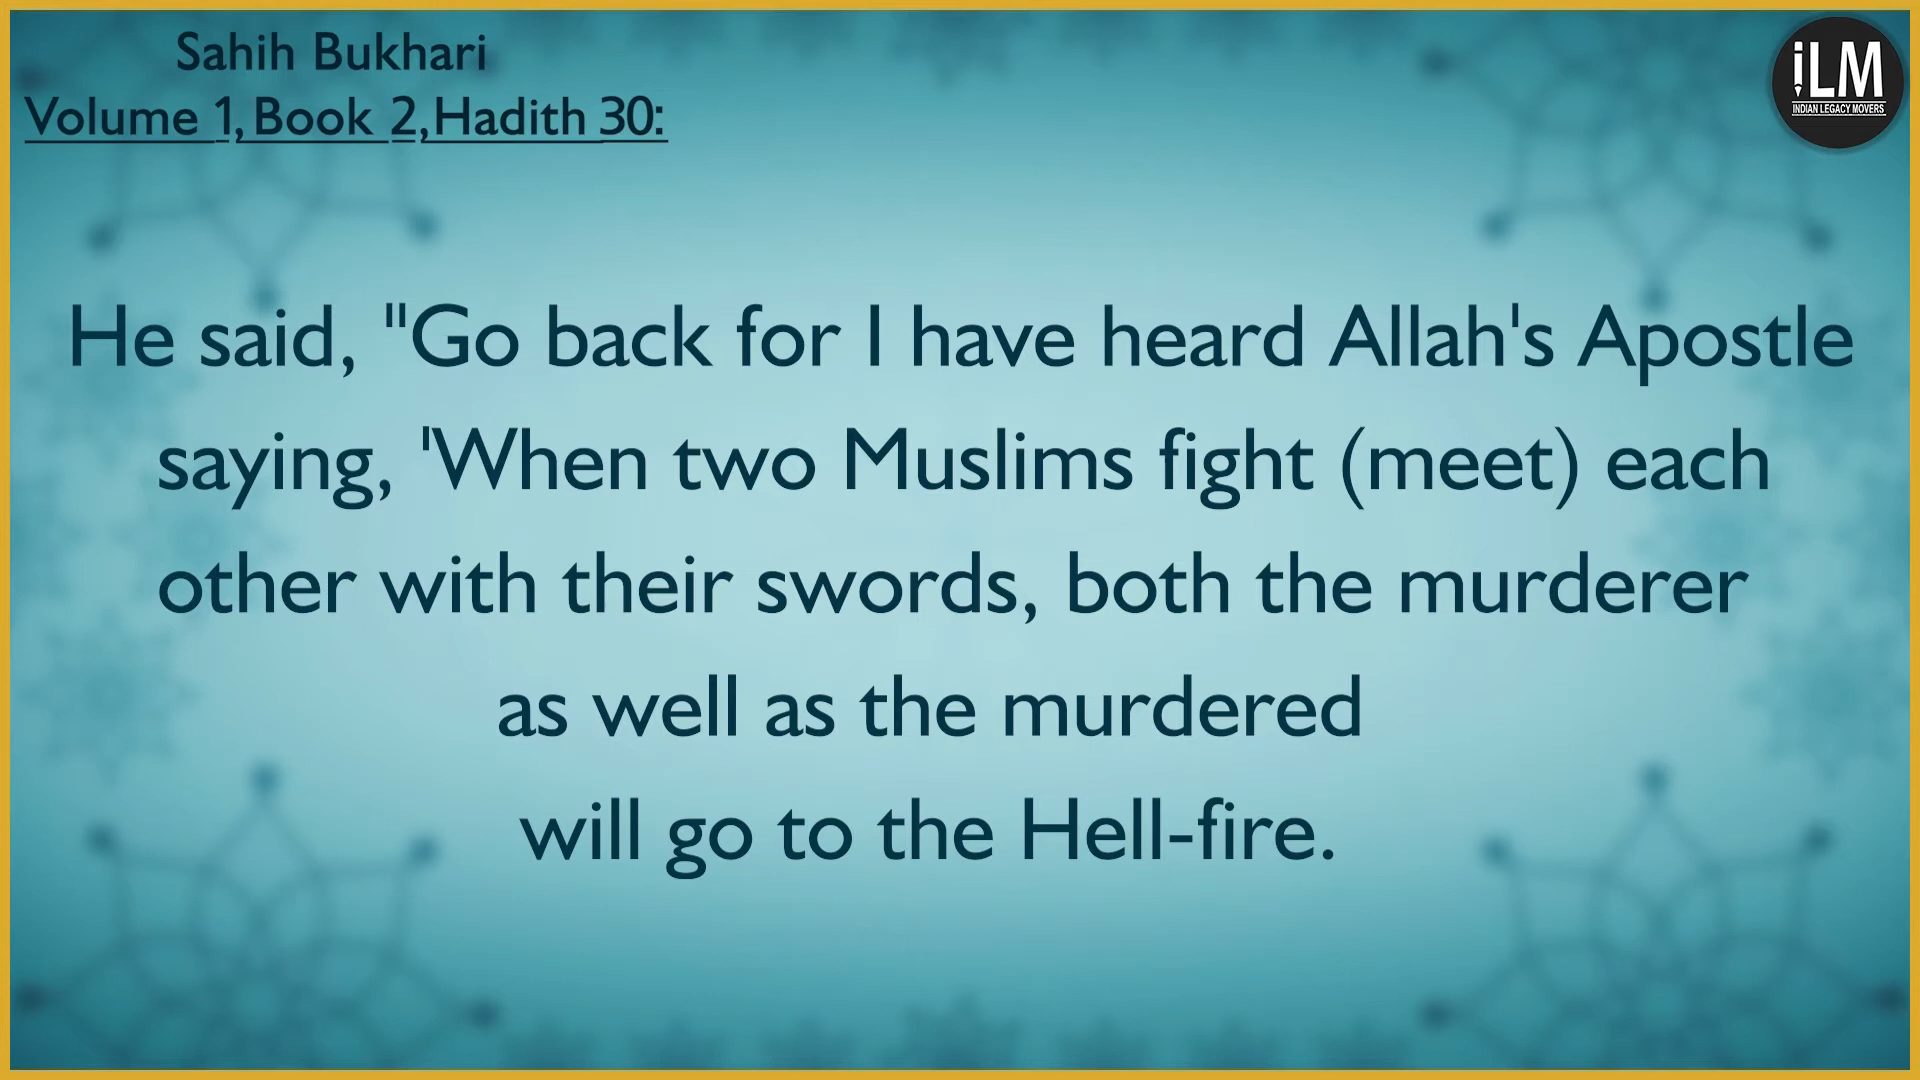 Sahih Bukhari
Volume 1, Book 2, Hadith 30:
iLM
INDIAN LEGACY MOVERS
He said, "Go back for I have heard Allah's Apostle
saying, 'When two Muslims fight (meet) each
other with their swords, both the murderer
as well as the murdered
will go to the Hell-fire.